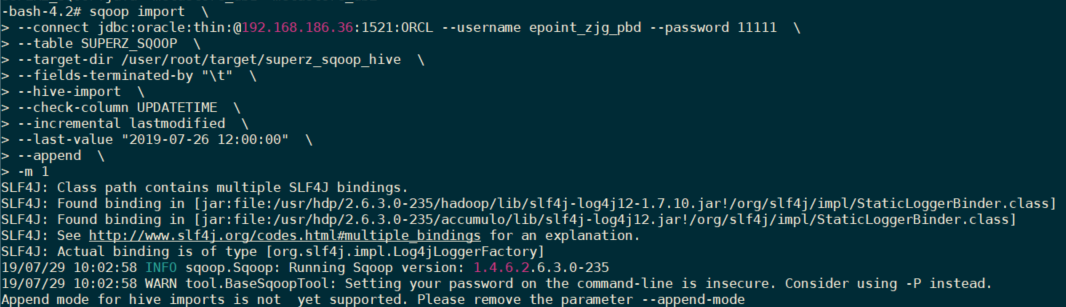 -bash-4.2# sqoop import  \
> --connect jdbc:oracle:thin:@192.168.186.36:1521:ORCL --username epoint_zjg_pbd --password 11111  \
> --table SUPERZ_SQOOP  \
> --target-dir /user/root/target/superz_sqoop_hive  \
> --fields-terminated-by "\t"  \
> --hive-import  \
> --check-column UPDATETIME  \
> --incremental lastmodified  \
> --last-value "2019-07-26 12:00:00"  \
> --append  \
> -m 1
SLF4J: Class path contains multiple SLF4J bindings.
SLF4J: Found binding in [jar:file:/usr/hdp/2.6.3.0-235/hadoop/lib/slf4j-log4j12-1.7.10.jar!/org/slf4j/impl/StaticLoggerBinder.class]
SLF4J: Found binding in [jar:file:/usr/hdp/2.6.3.0-235/accumulo/lib/slf4j-log4j12.jar!/org/slf4j/impl/StaticLoggerBinder.class]
SLF4J: See http://www.slf4j.org/codes.html#multiple_bindings for an explanation.
SLF4J: Actual binding is of type [org.slf4j.impl.Log4jLoggerFactory]
19/07/29 10:02:58 INFO sqoop.Sqoop: Running Sqoop version: 1.4.6.2.6.3.0-235
19/07/29 10:02:58 WARN tool.BaseSqoopTool: Setting your password on the command-line is insecure. Consider using -P instead.
Append mode for hive imports is not  yet supported. Please remove the parameter --append-mode